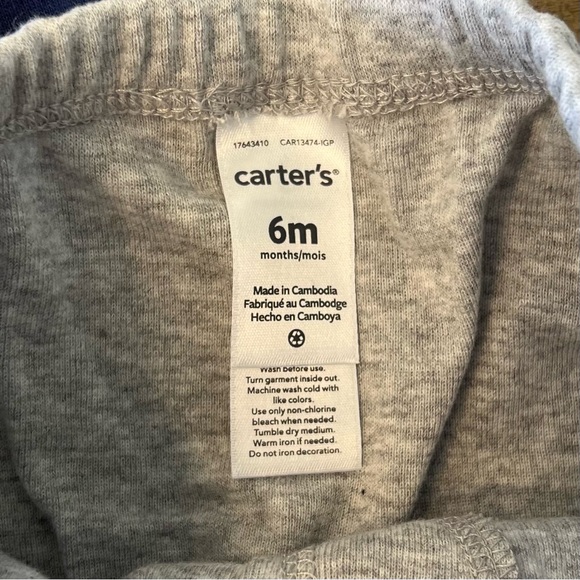 17643410 CAR13474-IGP
carter's®
6m
months/mois
Made in Cambodia
Fabriqué au Cambodge
Hecho en Camboya
Wash before use.
Turn garment inside out.
Machine wash cold with
like colors.
Use only non-chlorine
bleach when needed.
Tumble dry medium.
Warm iron if needed.
Do not iron decoration.